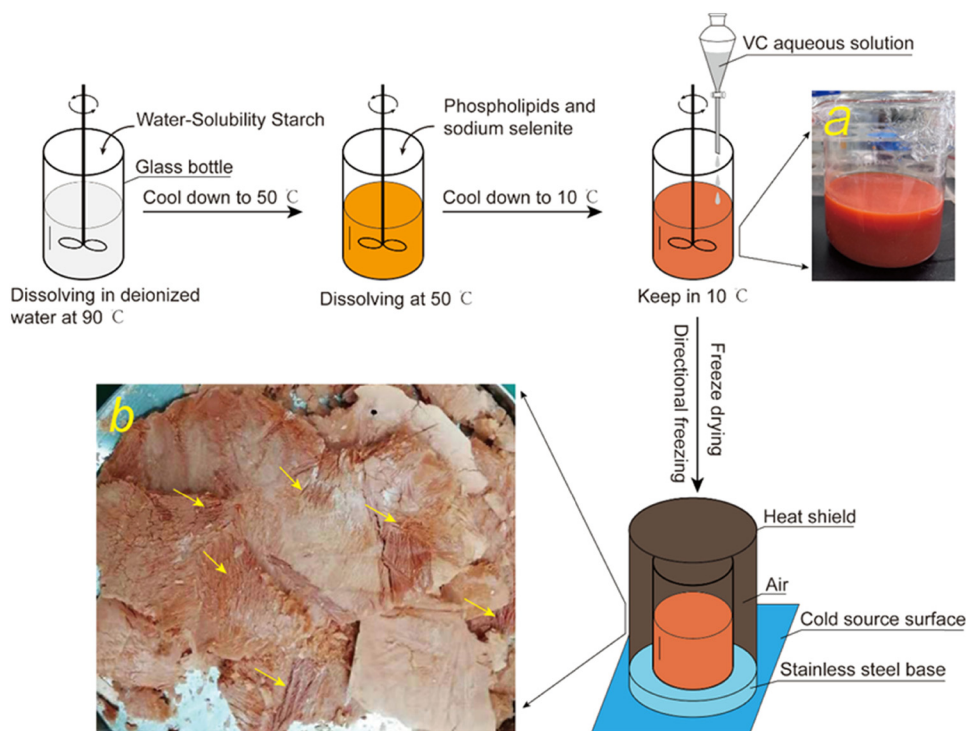 VC aqueous solution
Water-Solubility Starch
Phospholipids and
sodium selenite
a
Glass bottle
Cool down to 50 ℃
Cool down to 10 ℃
Dissolving in deionized
water at 90 ℃
Dissolving at 50 ℃
Keep in 10 ℃
Freeze drying
Directional freezing
b
Heat shield
Air
Cold source surface
Stainless steel base